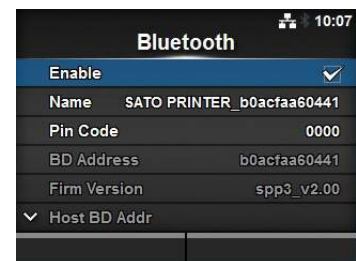 10:07
Bluetooth
Enable
Name SATO PRINTER_b0acfaa60441
Pin Code 0000
BD Address b0acfaa60441
Firm Version spp3_v2.00
Host BD Addr